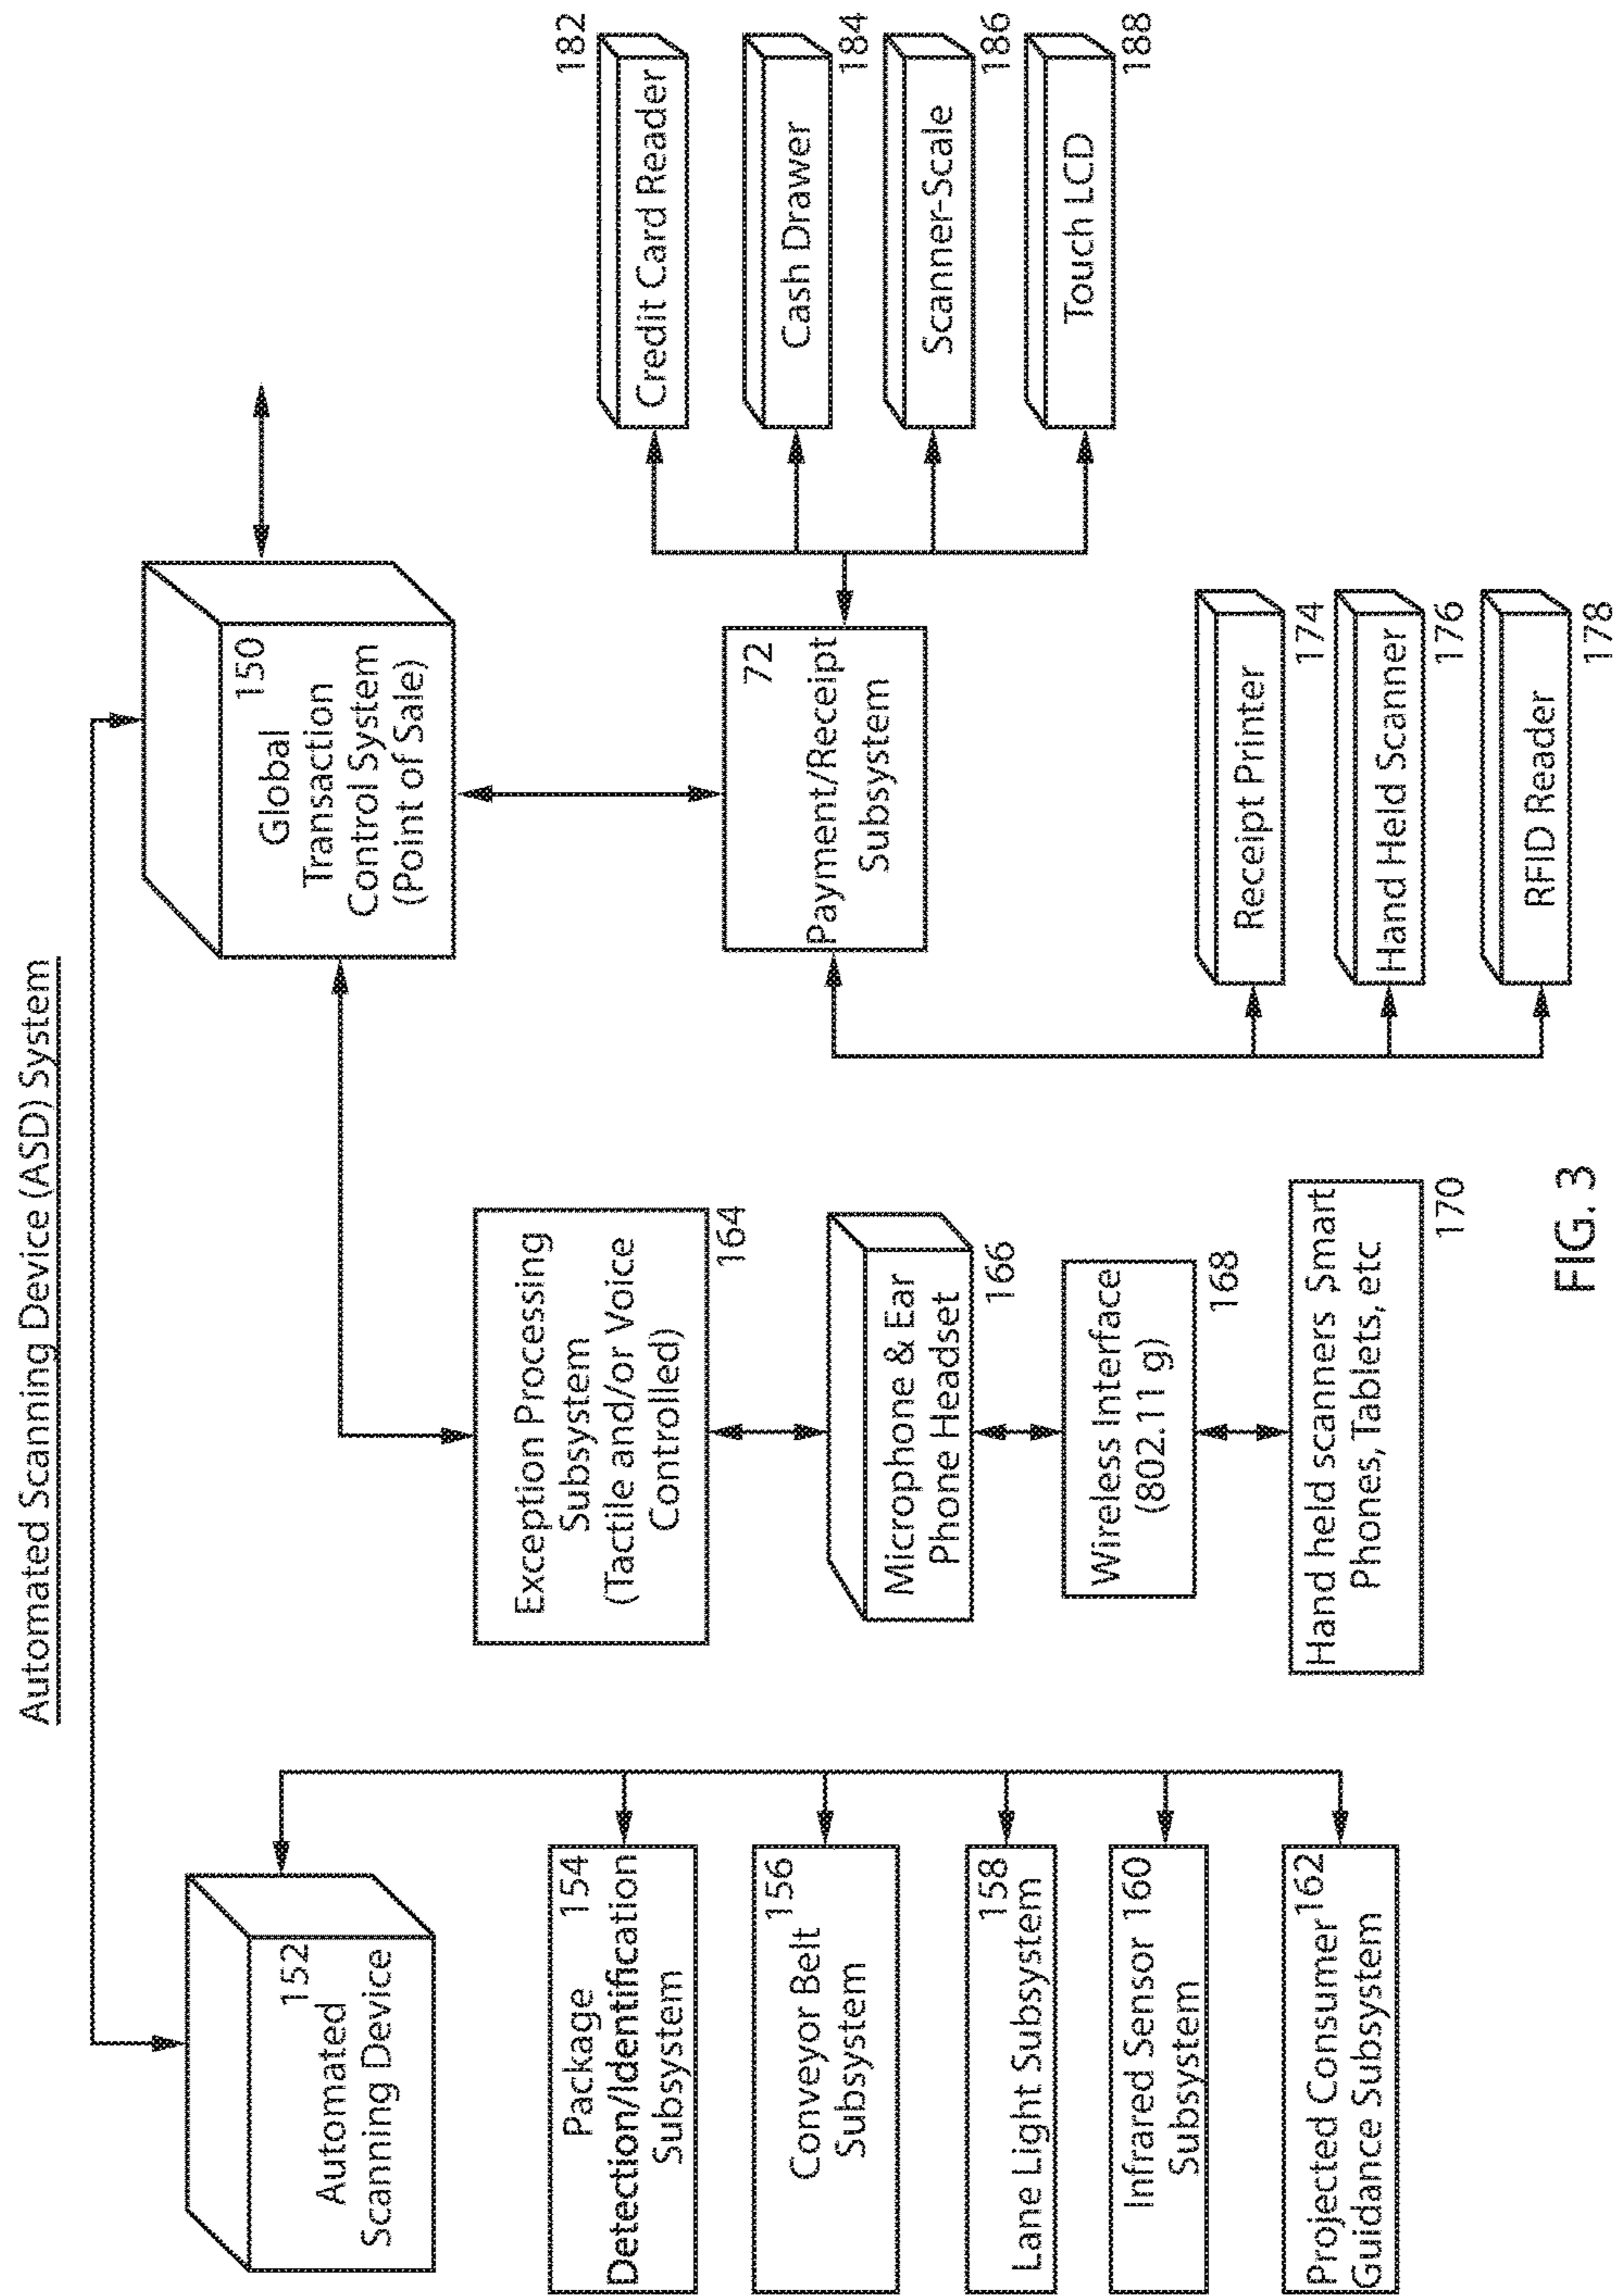 Automated Scanning Device (ASD) System
152
Automated
Scanning Device
Package 154
Detection/Identification
Subsystem
156
Conveyor Belt
Subsystem
158
Lane Light Subsystem
Infrared Sensor 160
Subsystem
Projected Consumer 162
Guidance Subsystem
Exception Processing
Subsystem
(Tactile and/or Voice
Controlled)
164
Microphone & Ear
Phone Headset
166
Wireless Interface
(802.11 g)
168
Hand held scanners ,Smart
Phones, Tablets, etc
170
150
Global
Transaction
Control System
(Point of Sale)
72
Payment/Receipt
Subsystem
Receipt Printer
174
Hand Held Scanner
176
RFID Reader
178
182
Credit Card Reader
Cash Drawer
184
Scanner-Scale
186
Touch LCD
188
FIG. 3